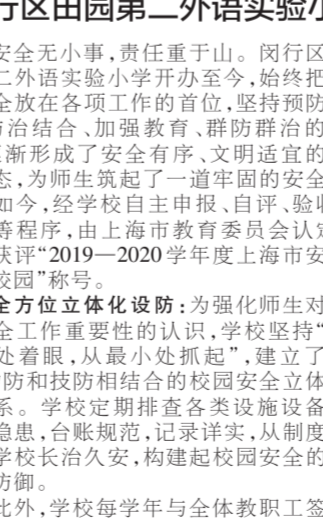 行区田园第二外语实验小
安全无小事,责任重于山。闵行区
二外语实验小学开办至今,始终把
全放在各项工作的首位,坚持预防
防治结合、加强教育、群防群治的
逐渐形成了安全有序、文明适宜的
态,为师生筑起了一道牢固的安全
如今,经学校自主申报、自评、验收
等程序,由上海市教育委员会认定
获评“2019—2020学年度上海市安
校园”称号。
全方位立体化设防:为强化师生对
全工作重要性的认识,学校坚持“
处着眼,从最小处抓起”,建立了
防和技防相结合的校园安全立体
系。学校定期排查各类设施设备
隐患,台账规范,记录详实,从制度
学校长治久安,构建起校园安全的
防御。
此外,学校每学年与全体教职工签